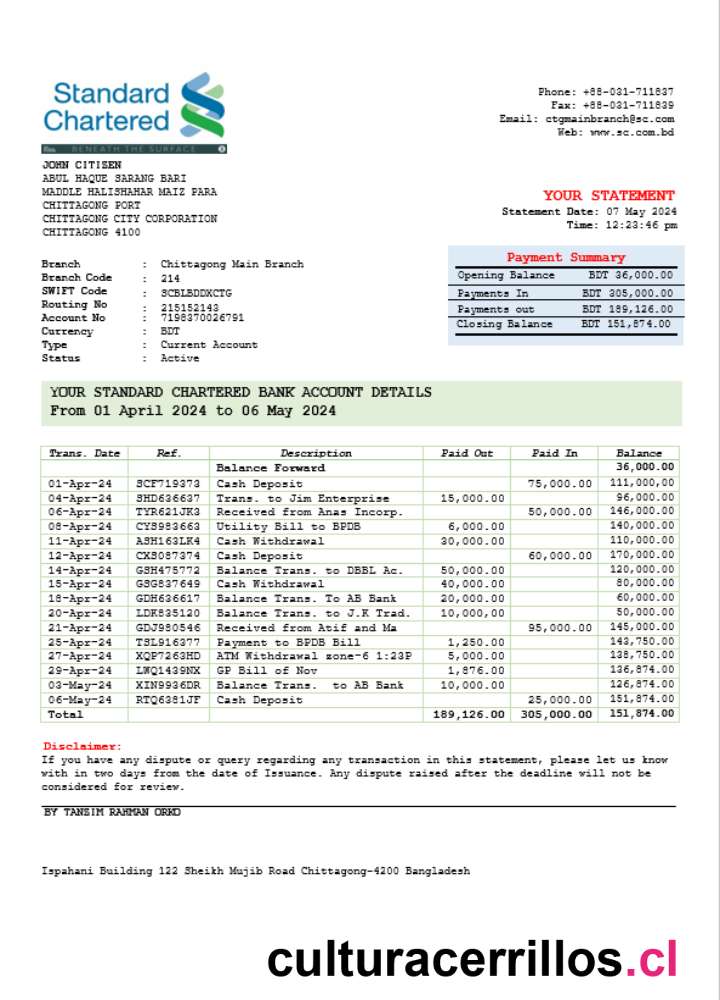 Standard
Chartered
BENEATH THE SURFACE
Phone: +88-031-711837
Fax: +88-031-711839
Email: ctgmainbranch@sc.com
Web: www.sc.com.bd
JOHN CITIZEN
ABUL HAQUE SARANG BARI
MADDLE HALISHAHAR MAIZ PARA
CHITTAGONG PORT
CHITTAGONG CITY CORPORATION
CHITTAGONG 4100
YOUR STATEMENT
Statement Date: 07 May 2024
Time: 12:23:46 pm
Branch : Chittagong Main Branch
Branch Code : 214
SWIFT Code : SCBLBDDXCTG
Routing No : 215152143
Account No : 7198370026791
Currency : BDT
Type : Current Account
Status : Active
Payment Summary
Opening Balance BDT 36,000.00
Payments In BDT 305,000.00
Payments out BDT 189,126.00
Closing Balance BDT 151,874.00
YOUR STANDARD CHARTERED BANK ACCOUNT DETAILS
From 01 April 2024 to 06 May 2024
Trans. Date Ref. Description Paid Out Paid In Balance
Balance Forward 36,000.00
01-Apr-24 SCF719373 Cash Deposit 75,000.00 111,000,00
04-Apr-24 SHD636637 Trans. to Jim Enterprise 15,000.00 96,000.00
06-Apr-24 TYR621JK3 Received from Anas Incorp. 50,000.00 146,000.00
08-Apr-24 CYS983663 Utility Bill to BPDB 6,000.00 140,000.00
11-Apr-24 ASH163LK4 Cash Withdrawal 30,000.00 110,000.00
12-Apr-24 CXS087374 Cash Deposit 60,000.00 170,000.00
14-Apr-24 GSH475772 Balance Trans. to DBBL Ac. 50,000.00 120,000.00
15-Apr-24 GSG837649 Cash Withdrawal 40,000.00 80,000.00
18-Apr-24 GDH636617 Balance Trans. To AB Bank 20,000.00 60,000.00
20-Apr-24 LDK835120 Balance Trans. to J.K Trad. 10,000,00 50,000.00
21-Apr-24 GDJ980546 Received from Atif and Ma 95,000.00 145,000.00
25-Apr-24 TSL916377 Payment to BPDB Bill 1,250.00 143,750.00
27-Apr-24 XQP7263HD ATM Withdrawal zone-6 1:23P 5,000.00 138,750.00
29-Apr-24 LWQ1439NX GP Bill of Nov 1,876.00 136,874.00
03-May-24 XIN9936DR Balance Trans. to AB Bank 10,000.00 126,874.00
06-May-24 RTQ6381JF Cash Deposit 25,000.00 151,874.00
Total 189,126.00 305,000.00 151,874.00
Disclaimer:
If you have any dispute or query regarding any transaction in this statement, please let us know
with in two days from the date of Issuance. Any dispute raised after the deadline will not be
considered for review.
BY TANZIM RAHMAN ORKO
Ispahani Building 122 Sheikh Mujib Road Chittagong-4200 Bangladesh
culturacerrillos.cl